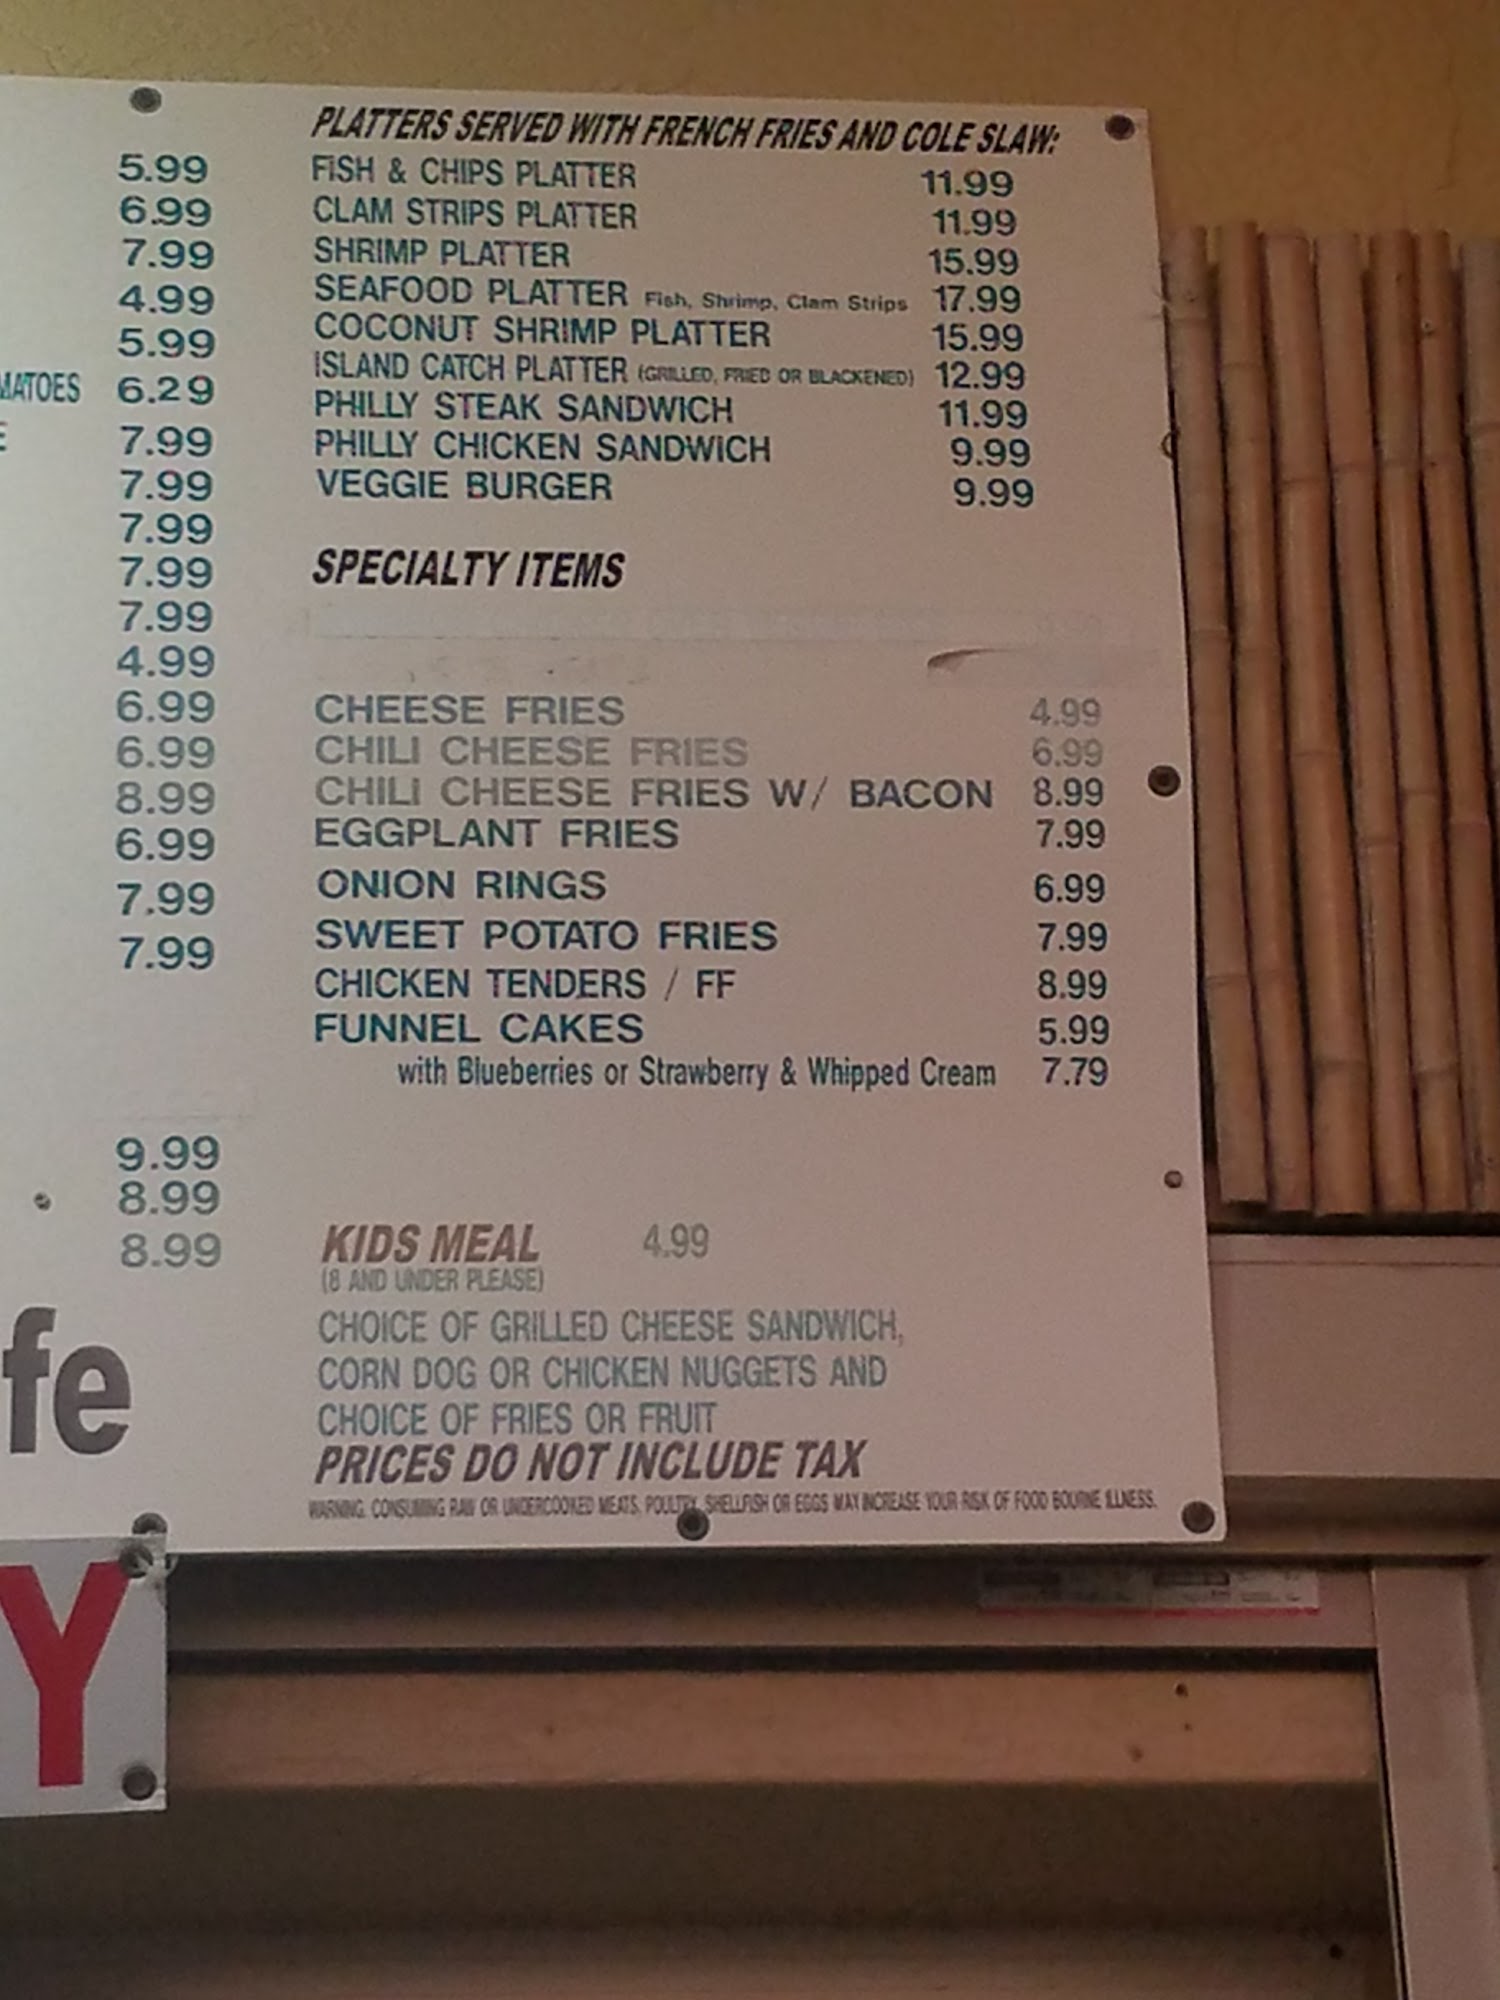 5.99
6.99
7.99
4.99
5.99
MATOES 6.29
E 7.99
7.99
7.99
7.99
7.99
4.99
6.99
6.99
8.99
6.99
7.99
7.99
9.99
8.99
8.99
fe
Y
PLATTERS SERVED WITH FRENCH FRIES AND COLE SLAW:
FISH & CHIPS PLATTER 11.99
CLAM STRIPS PLATTER 11.99
SHRIMP PLATTER 15.99
SEAFOOD PLATTER Fish, Shrimp, Clam Strips 17.99
COCONUT SHRIMP PLATTER 15.99
ISLAND CATCH PLATTER (GRILLED, FRIED OR BLACKENED) 12.99
PHILLY STEAK SANDWICH 11.99
PHILLY CHICKEN SANDWICH 9.99
VEGGIE BURGER 9.99
SPECIALTY ITEMS
CHEESE FRIES 4.99
CHILI CHEESE FRIES 6.99
CHILI CHEESE FRIES W/ BACON 8.99
EGGPLANT FRIES 7.99
ONION RINGS 6.99
SWEET POTATO FRIES 7.99
CHICKEN TENDERS / FF 8.99
FUNNEL CAKES 5.99
with Blueberries or Strawberry & Whipped Cream 7.79
KIDS MEAL 4.99
(8 AND UNDER PLEASE)
CHOICE OF GRILLED CHEESE SANDWICH,
CORN DOG OR CHICKEN NUGGETS AND
CHOICE OF FRIES OR FRUIT
PRICES DO NOT INCLUDE TAX
WARNING. CONSUMING RAW OR UNDERCOOKED MEATS, POULTRY, SHELLFISH OR EGGS MAY INCREASE YOUR RISK OF FOOD BOURNE ILLNESS.